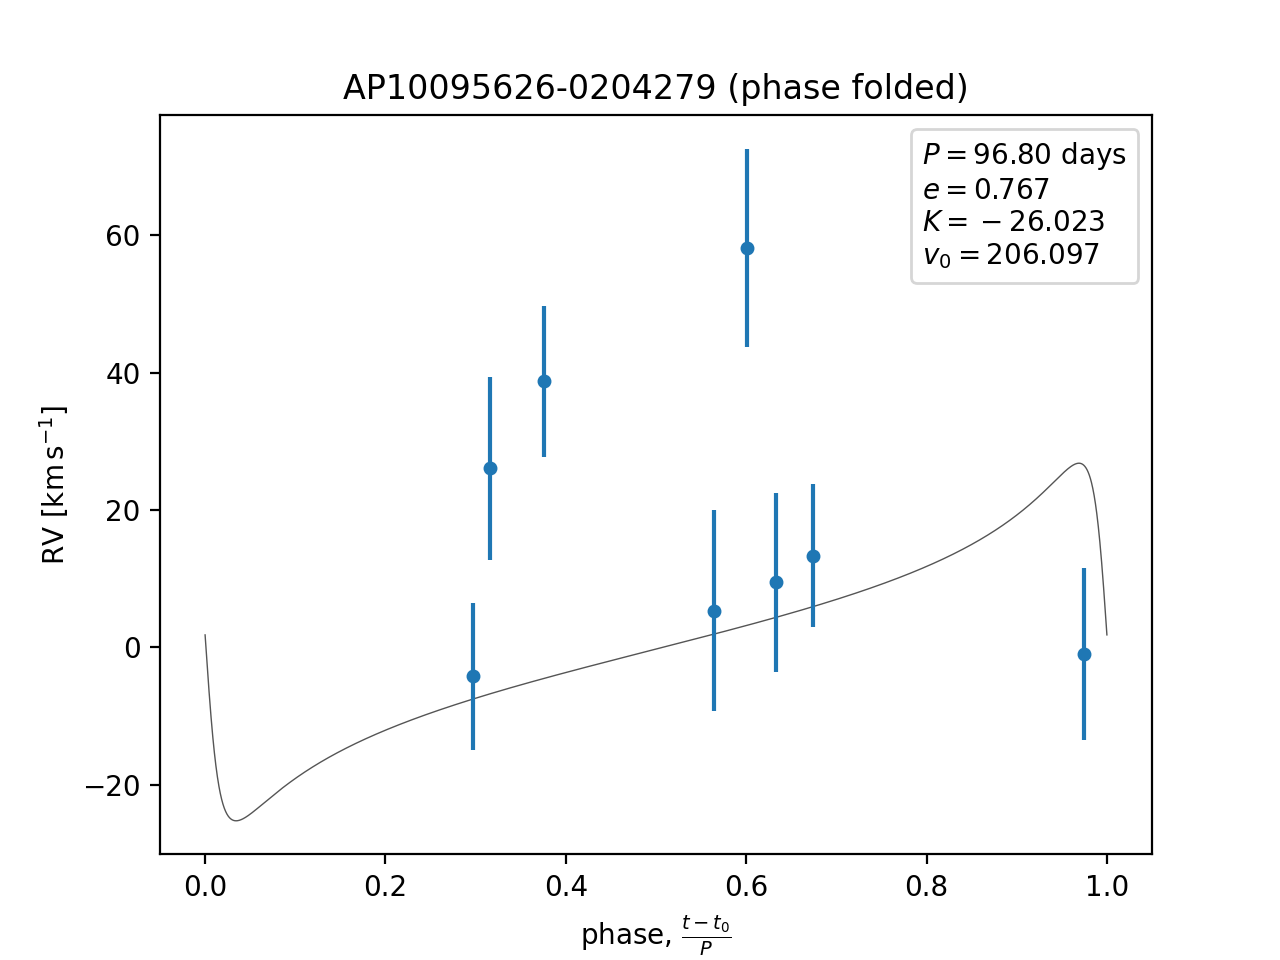 AP10095626-0204279 (phase folded)
P = 96.80 days
e = 0.767
K = −26.023
v₀ = 206.097
60
40
20
0
−20
RV [km s⁻¹]
0.0 0.2 0.4 0.6 0.8 1.0
phase, (t − t₀)/P